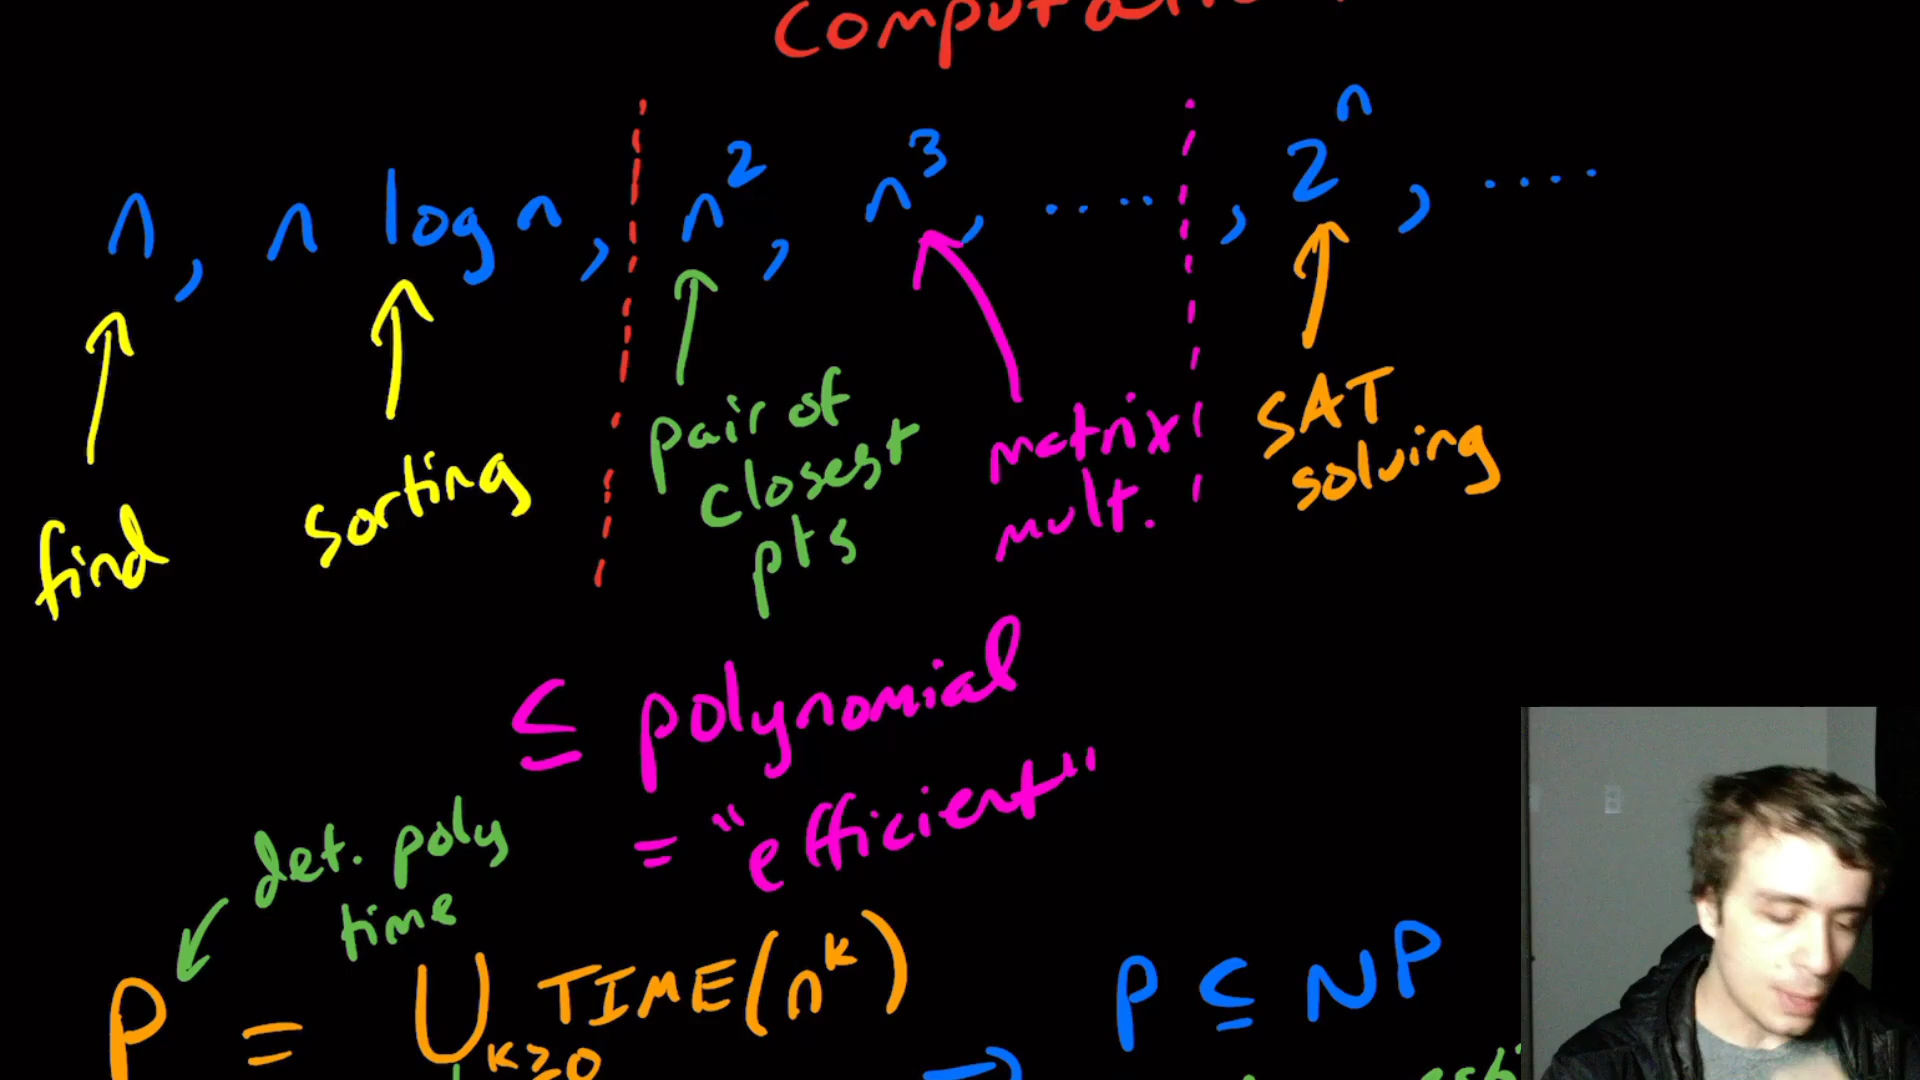 n, n log n, n², n³, ...., 2ⁿ, ....
find
sorting
pair of
closest
pts
matrix
mult.
SAT
solving
≤ polynomial
= "efficient"
det. poly
time
P = ∪ TIME(nᵏ)
k≥0
P ⊆ NP